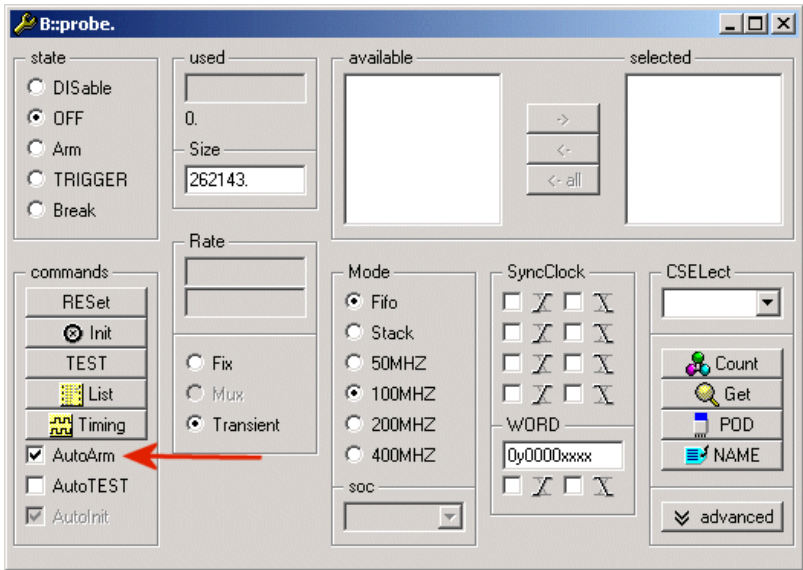 B::probe.
state
DISable
OFF
Arm
TRIGGER
Break
used
0.
Size
262143.
available
selected
->
<-
<- all
commands
RESet
Init
TEST
List
Timing
AutoArm
AutoTEST
AutoInit
Rate
Fix
Mux
Transient
Mode
Fifo
Stack
50MHZ
100MHZ
200MHZ
400MHZ
soc
SyncClock
WORD
0y0000xxxx
CSELect
Count
Get
POD
NAME
advanced